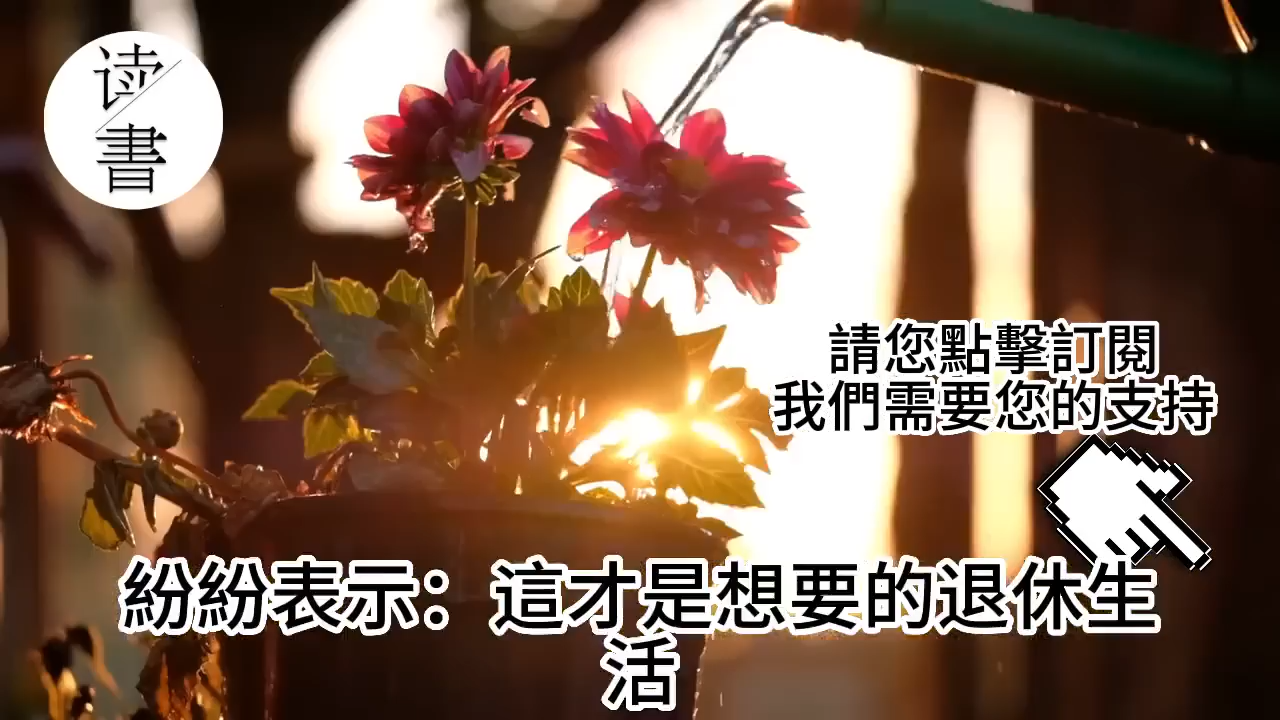 读
書
請您點擊訂閱
我們需要您的支持
紛紛表示：這才是想要的退休生
活